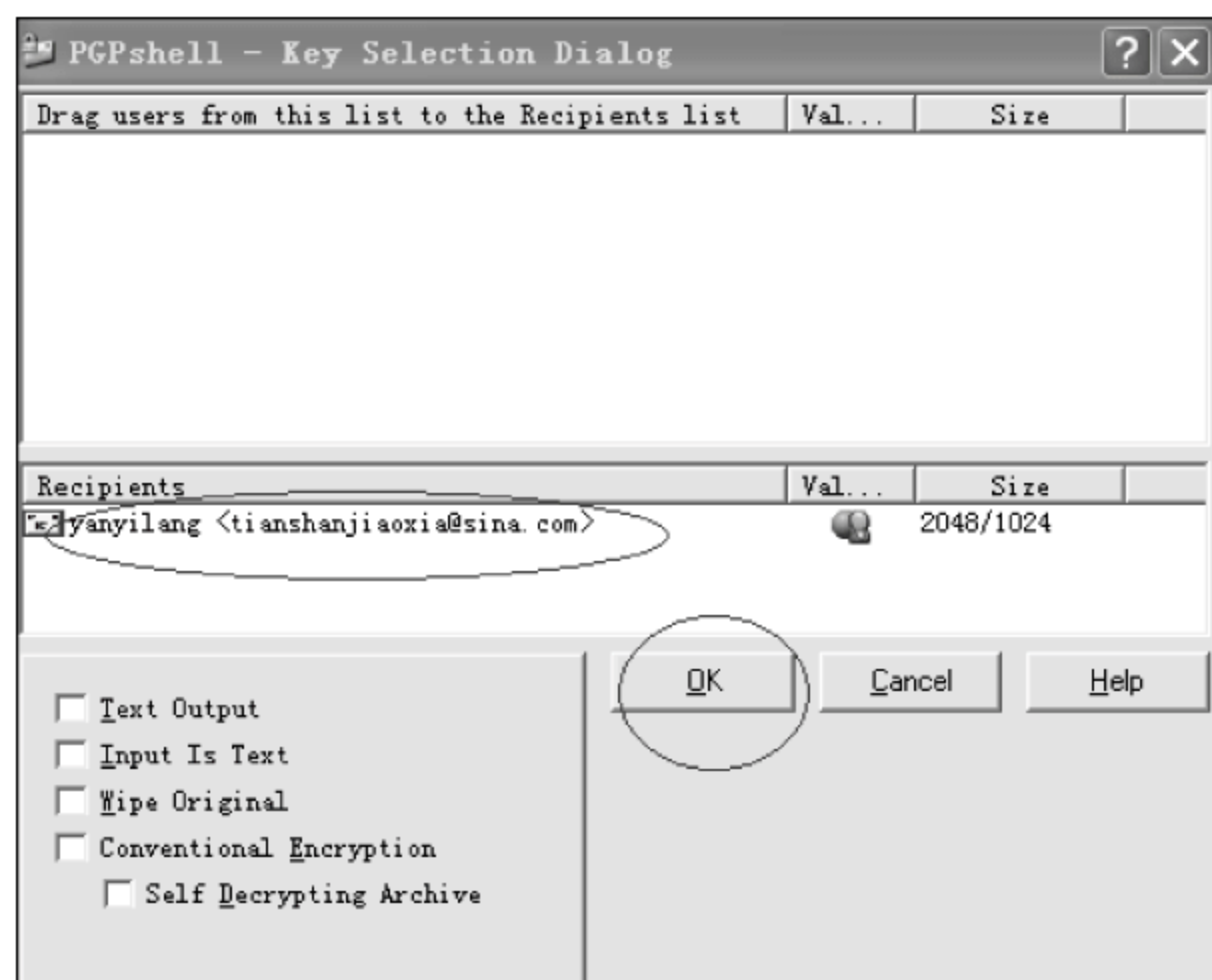 PGPshell - Key Selection Dialog
Drag users from this list to the Recipients list Val... Size
Recipients Val... Size
yanyilang <tianshanjiaoxia@sina.com> 2048/1024
OK Cancel Help
Text Output
Input Is Text
Wipe Original
Conventional Encryption
Self Decrypting Archive